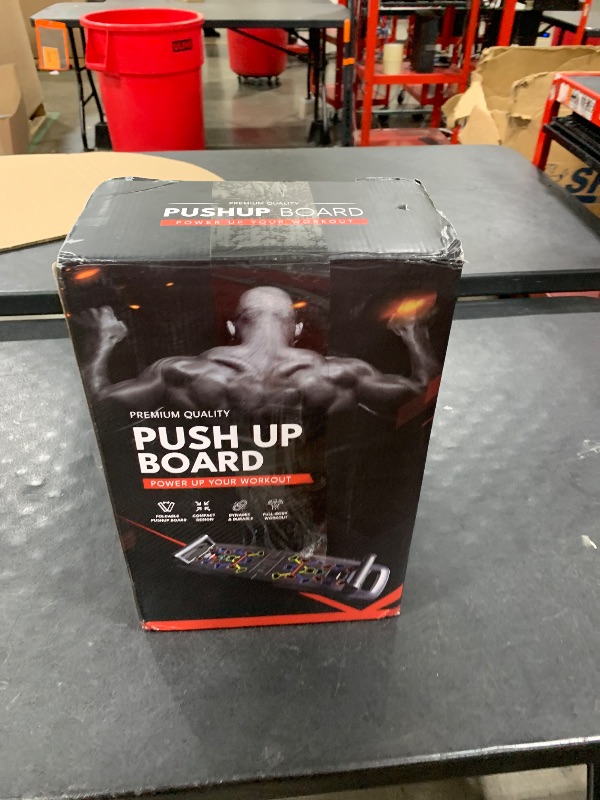 PREMIUM QUALITY
PUSHUP BOARD
POWER UP YOUR WORKOUT
PREMIUM QUALITY
PUSH UP
BOARD
POWER UP YOUR WORKOUT
FOLDABLE
PUSHUP BOARD
COMPACT
DESIGN
& DURABLE
FULL-BODY
WORKOUT